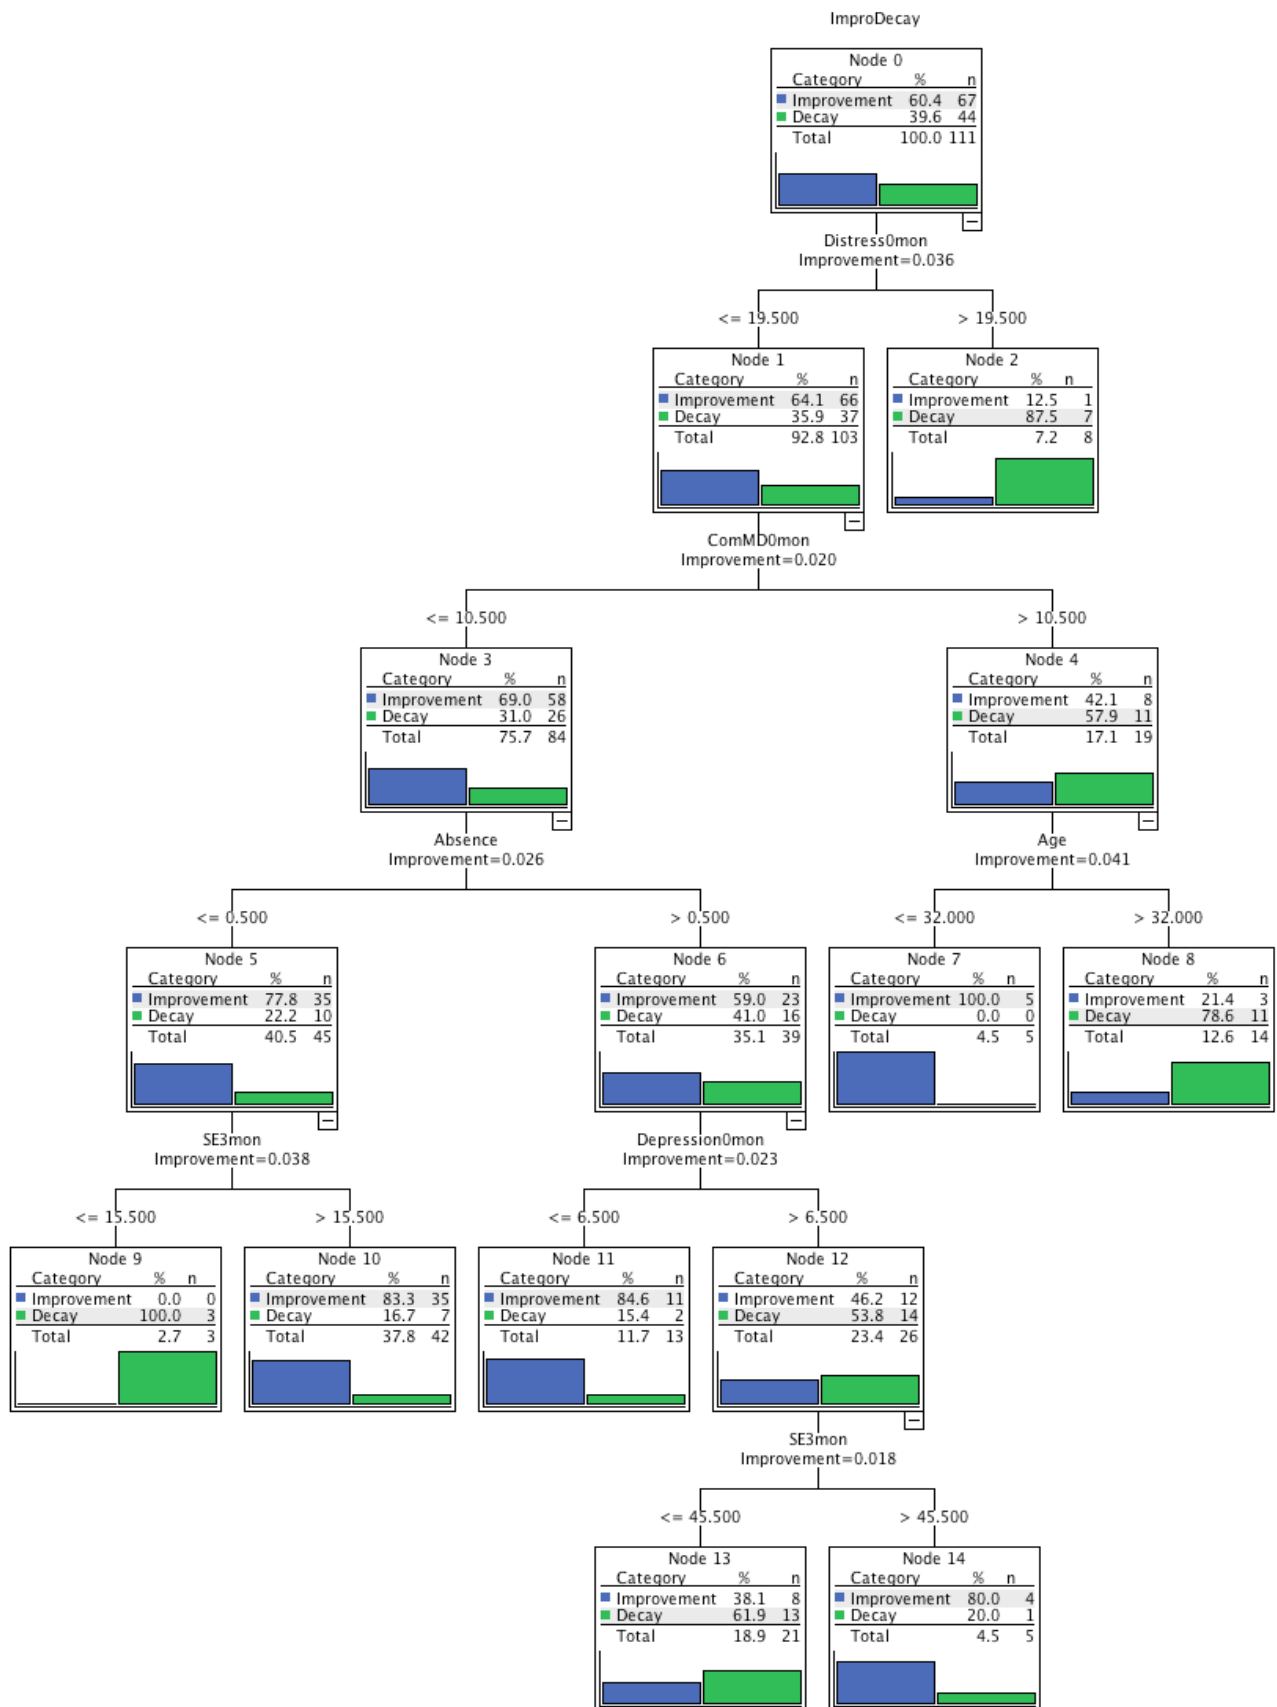 ImproDecay
Node 0
Category % n
Improvement 60.4 67
Decay 39.6 44
Total 100.0 111
Distress0mon
Improvement=0.036
<= 19.500
> 19.500
Node 1
Category % n
Improvement 64.1 66
Decay 35.9 37
Total 92.8 103
Node 2
Category % n
Improvement 12.5 1
Decay 87.5 7
Total 7.2 8
ComMD0mon
Improvement=0.020
<= 10.500
> 10.500
Node 3
Category % n
Improvement 69.0 58
Decay 31.0 26
Total 75.7 84
Node 4
Category % n
Improvement 42.1 8
Decay 57.9 11
Total 17.1 19
Absence
Improvement=0.026
Age
Improvement=0.041
<= 0.500
> 0.500
<= 32.000
> 32.000
Node 5
Category % n
Improvement 77.8 35
Decay 22.2 10
Total 40.5 45
Node 6
Category % n
Improvement 59.0 23
Decay 41.0 16
Total 35.1 39
Node 7
Category % n
Improvement 100.0 5
Decay 0.0 0
Total 4.5 5
Node 8
Category % n
Improvement 21.4 3
Decay 78.6 11
Total 12.6 14
SE3mon
Improvement=0.038
Depression0mon
Improvement=0.023
<= 15.500
> 15.500
<= 6.500
> 6.500
Node 9
Category % n
Improvement 0.0 0
Decay 100.0 3
Total 2.7 3
Node 10
Category % n
Improvement 83.3 35
Decay 16.7 7
Total 37.8 42
Node 11
Category % n
Improvement 84.6 11
Decay 15.4 2
Total 11.7 13
Node 12
Category % n
Improvement 46.2 12
Decay 53.8 14
Total 23.4 26
SE3mon
Improvement=0.018
<= 45.500
> 45.500
Node 13
Category % n
Improvement 38.1 8
Decay 61.9 13
Total 18.9 21
Node 14
Category % n
Improvement 80.0 4
Decay 20.0 1
Total 4.5 5